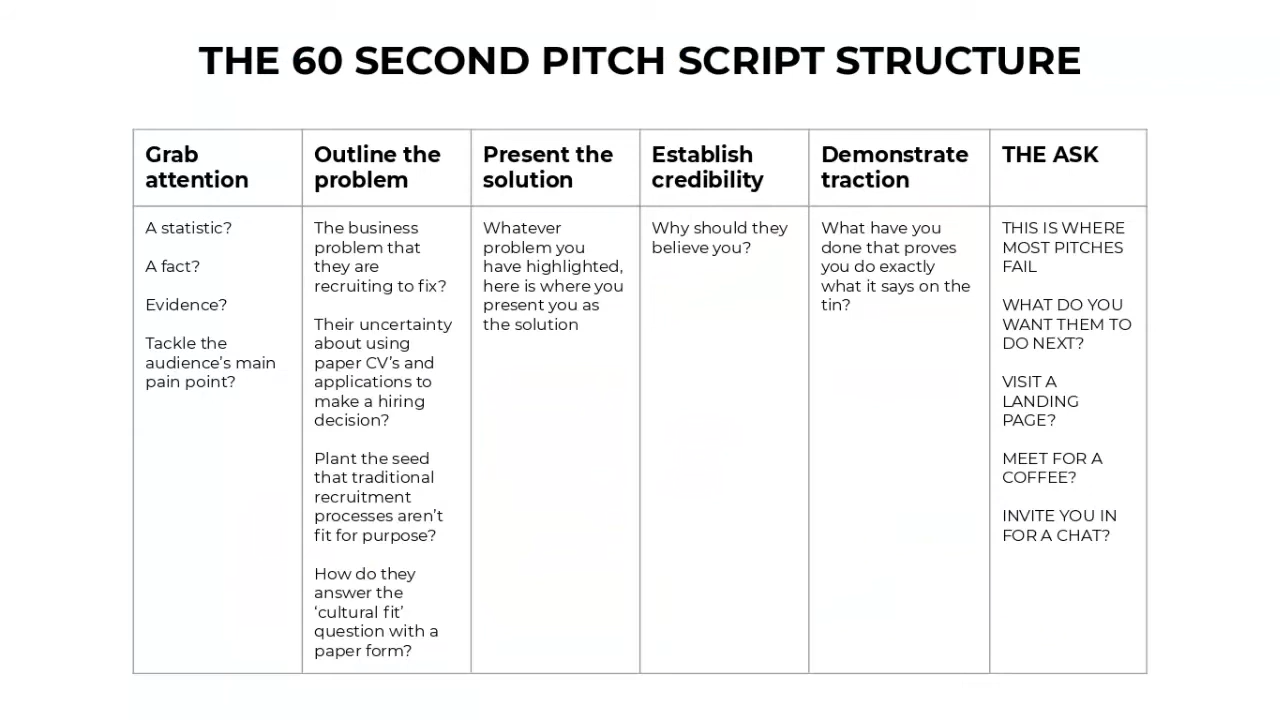 THE 60 SECOND PITCH SCRIPT STRUCTURE
Grab
attention
A statistic?
A fact?
Evidence?
Tackle the
audience’s main
pain point?
Outline the
problem
The business
problem that
they are
recruiting to fix?
Their uncertainty
about using
paper CV’s and
applications to
make a hiring
decision?
Plant the seed
that traditional
recruitment
processes aren’t
fit for purpose?
How do they
answer the
‘cultural fit’
question with a
paper form?
Present the
solution
Whatever
problem you
have highlighted,
here is where you
present you as
the solution
Establish
credibility
Why should they
believe you?
Demonstrate
traction
What have you
done that proves
you do exactly
what it says on the
tin?
THE ASK
THIS IS WHERE
MOST PITCHES
FAIL
WHAT DO YOU
WANT THEM TO
DO NEXT?
VISIT A
LANDING
PAGE?
MEET FOR A
COFFEE?
INVITE YOU IN
FOR A CHAT?